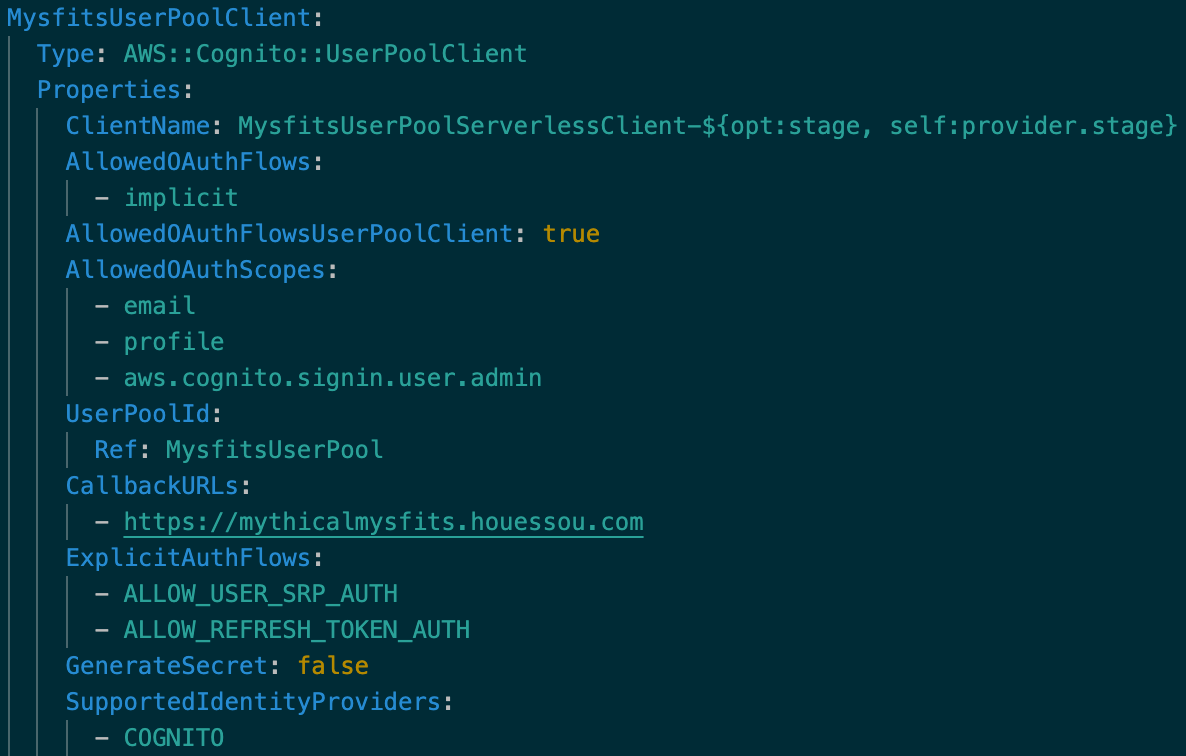 MysfitsUserPoolClient:
Type: AWS::Cognito::UserPoolClient
Properties:
ClientName: MysfitsUserPoolServerlessClient-${opt:stage, self:provider.stage}
AllowedOAuthFlows:
- implicit
AllowedOAuthFlowsUserPoolClient: true
AllowedOAuthScopes:
- email
- profile
- aws.cognito.signin.user.admin
UserPoolId:
Ref: MysfitsUserPool
CallbackURLs:
- https://mythicalmysfits.houessou.com
ExplicitAuthFlows:
- ALLOW_USER_SRP_AUTH
- ALLOW_REFRESH_TOKEN_AUTH
GenerateSecret: false
SupportedIdentityProviders:
- COGNITO